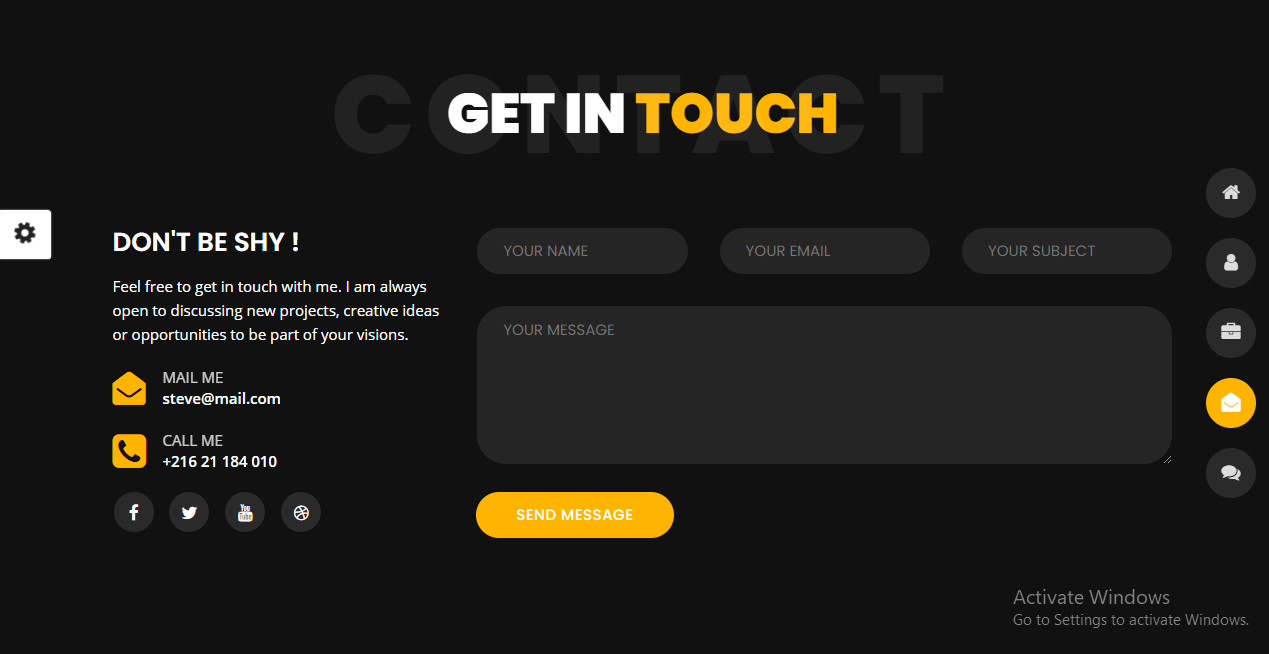 CONTACT
GET IN TOUCH
DON'T BE SHY !
Feel free to get in touch with me. I am always
open to discussing new projects, creative ideas
or opportunities to be part of your visions.
MAIL ME
steve@mail.com
CALL ME
+216 21 184 010
You
Tube
YOUR NAME
YOUR EMAIL
YOUR SUBJECT
YOUR MESSAGE
SEND MESSAGE
Activate Windows
Go to Settings to activate Windows.